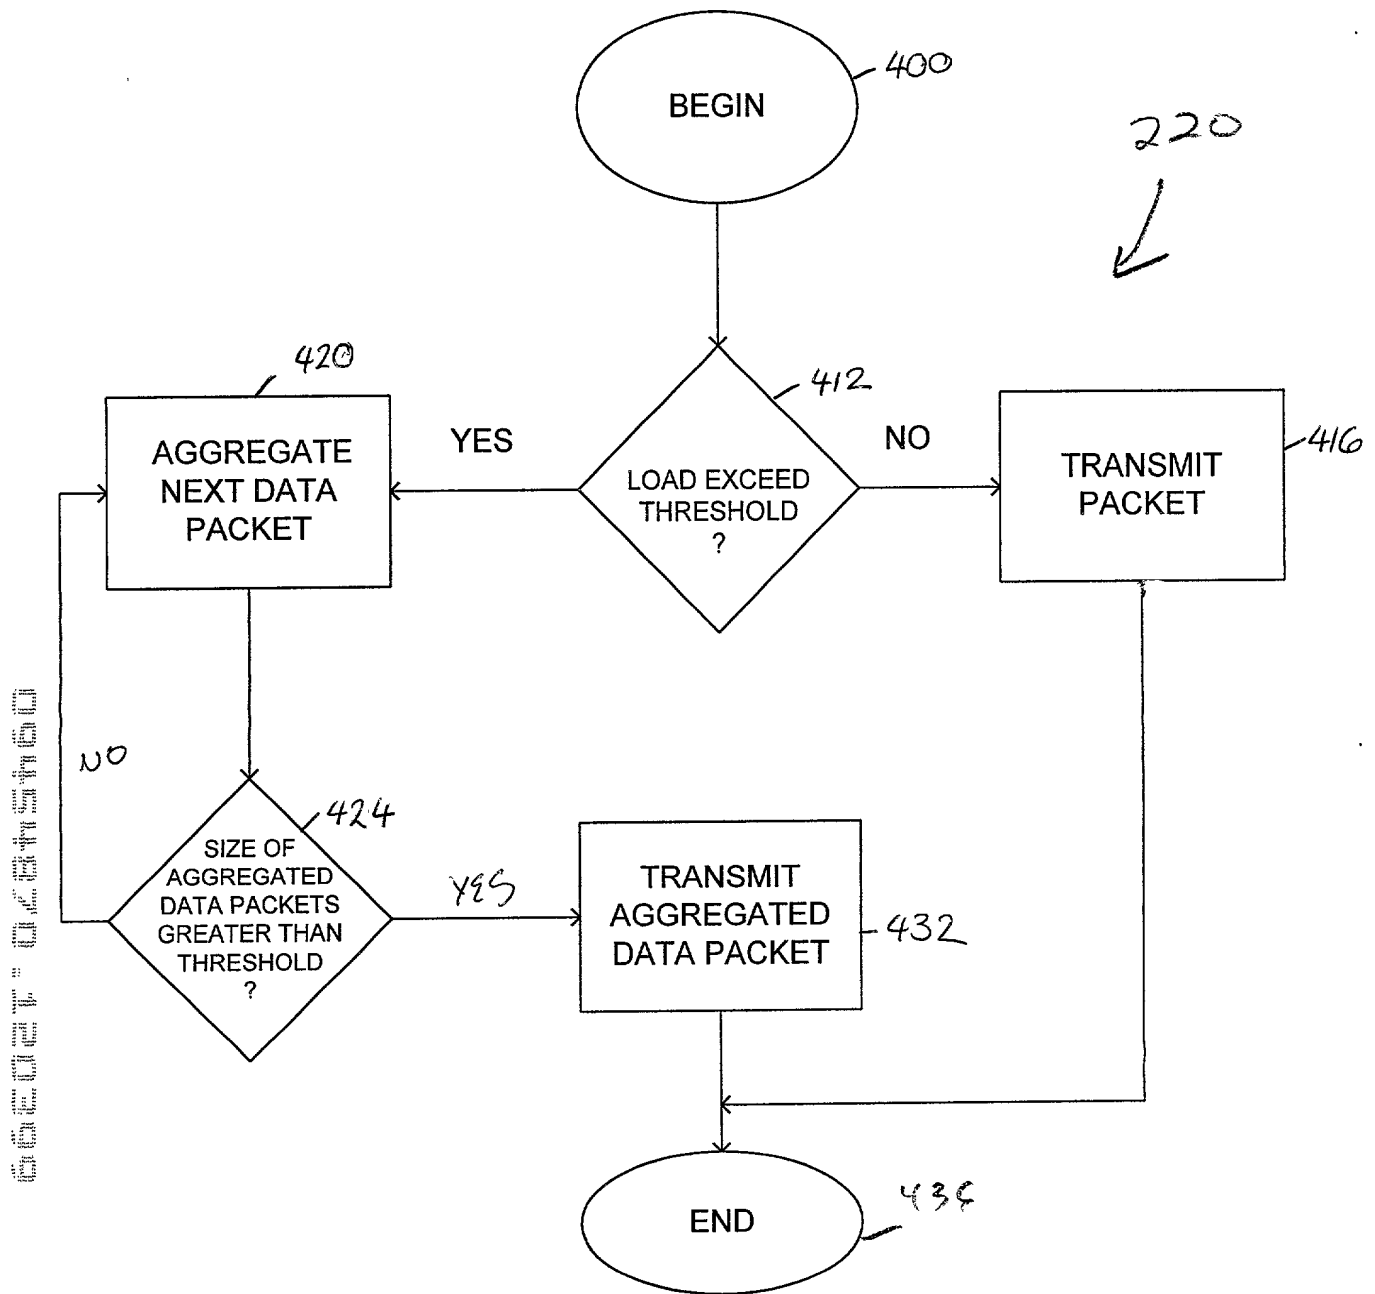 BEGIN
400
220
420
412
416
AGGREGATE
NEXT DATA
PACKET
YES
LOAD EXCEED
THRESHOLD
?
NO
TRANSMIT
PACKET
NO
424
SIZE OF
AGGREGATED
DATA PACKETS
GREATER THAN
THRESHOLD
?
YES
TRANSMIT
AGGREGATED
DATA PACKET
432
END